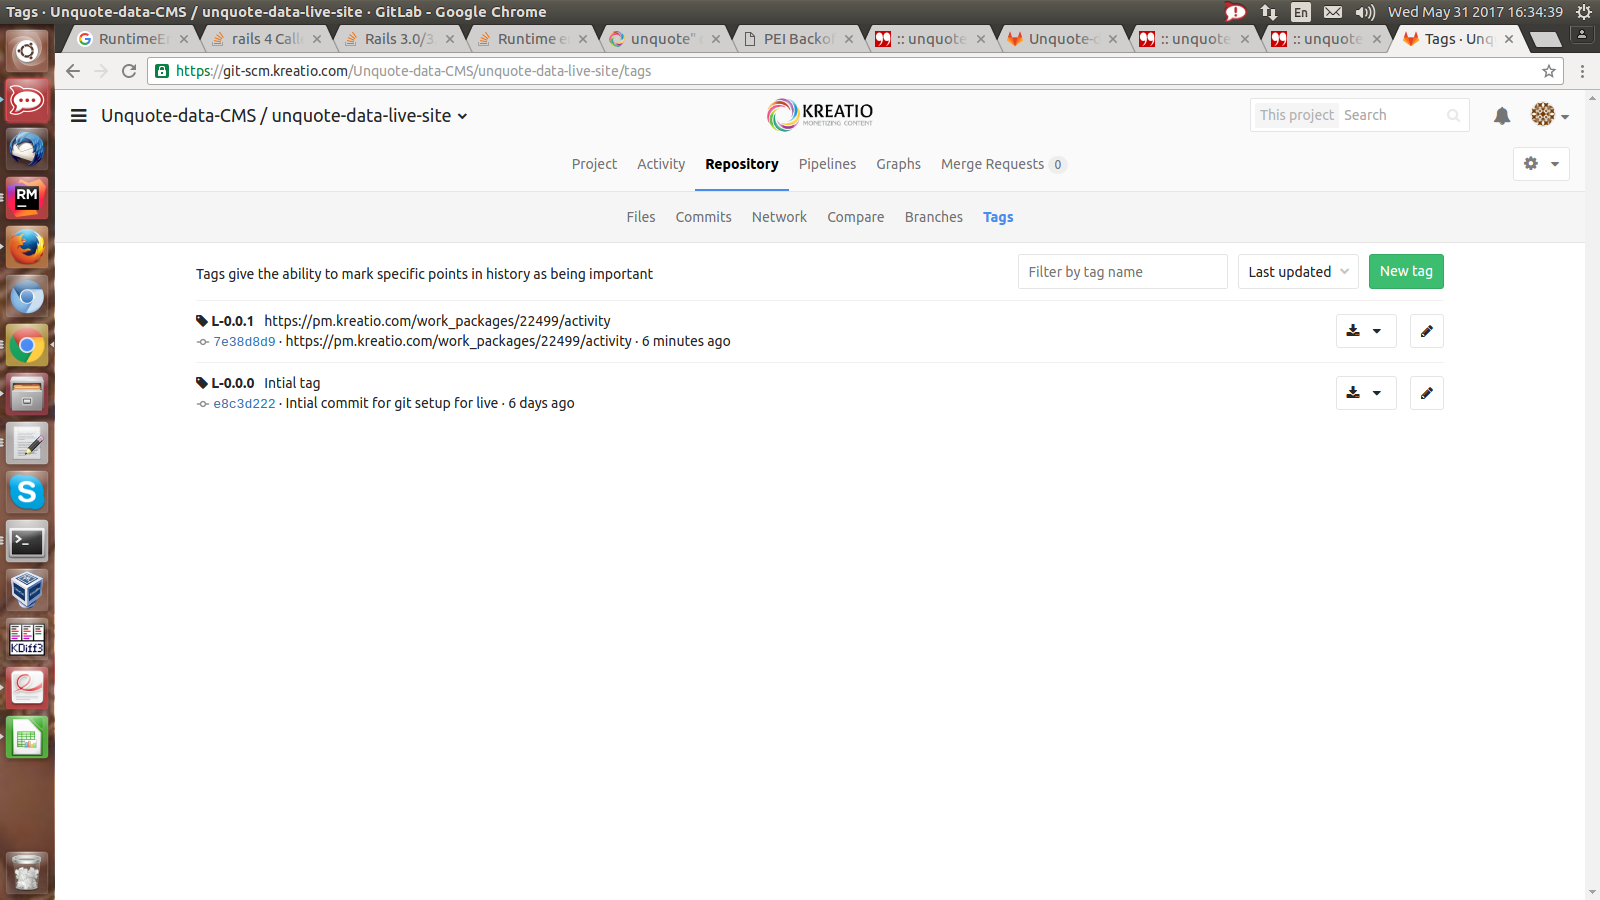 Tags · Unquote-data-CMS / unquote-data-live-site · GitLab - Google Chrome
En
Wed May 31 2017 16:34:39
RuntimeEr
rails 4 Calle
Rails 3.0/3.
Runtime er
unquote" c
PEI Backof
:: unquote
Unquote-d
:: unquote
:: unquote
Tags · Unq
https://git-scm.kreatio.com/Unquote-data-CMS/unquote-data-live-site/tags
Unquote-data-CMS / unquote-data-live-site
KREATIO
MONETIZING CONTENT
This project Search
Project Activity Repository Pipelines Graphs Merge Requests 0
Files Commits Network Compare Branches Tags
Tags give the ability to mark specific points in history as being important
Filter by tag name
Last updated
New tag
L-0.0.1 https://pm.kreatio.com/work_packages/22499/activity
7e38d8d9 · https://pm.kreatio.com/work_packages/22499/activity · 6 minutes ago
L-0.0.0 Intial tag
e8c3d222 · Intial commit for git setup for live · 6 days ago
RM
S
>_
KDiff3